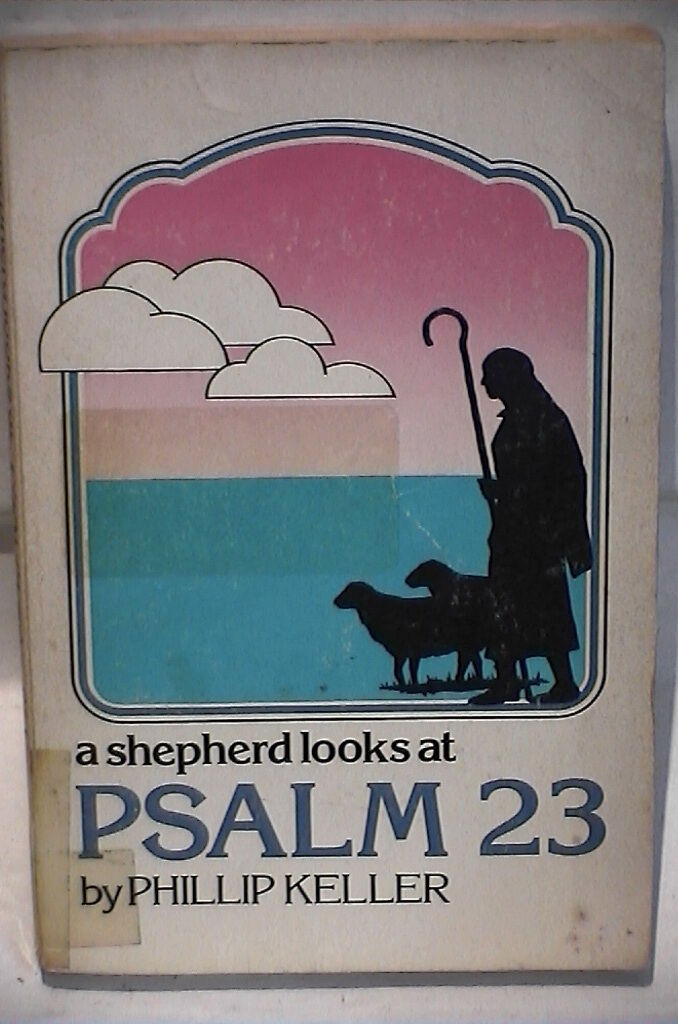 a shepherd looks at
PSALM 23
by PHILLIP KELLER